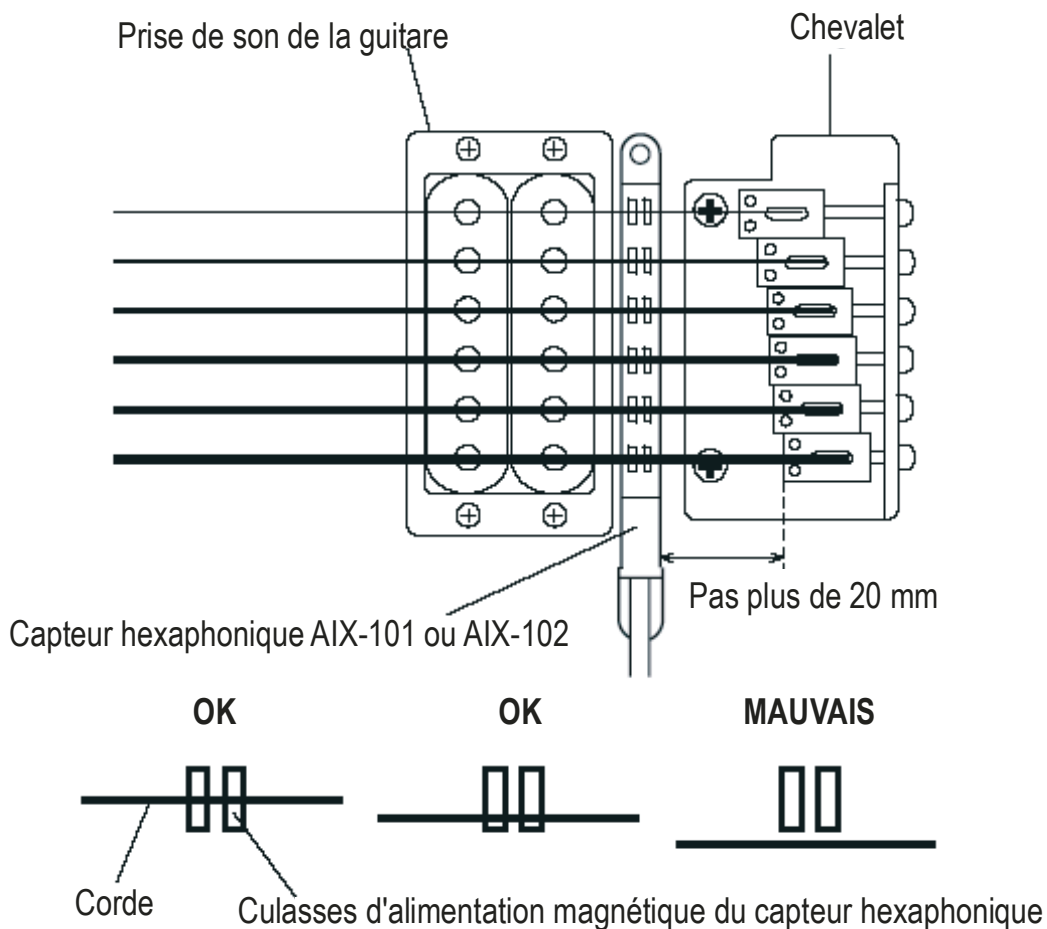 Prise de son de la guitare
Chevalet
Pas plus de 20 mm
Capteur hexaphonique AIX-101 ou AIX-102
OK
OK
MAUVAIS
Corde
Culasses d'alimentation magnétique du capteur hexaphonique